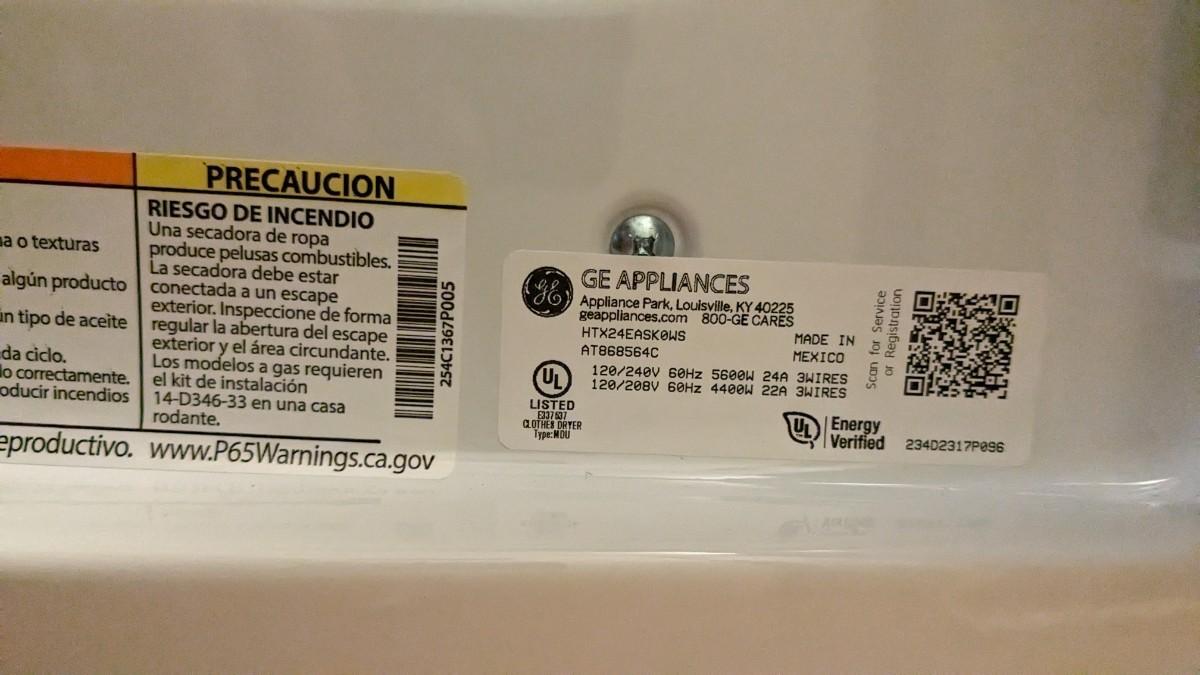 PRECAUCION
RIESGO DE INCENDIO
Una secadora de ropa
produce pelusas combustibles.
La secadora debe estar
conectada a un escape
exterior. Inspeccione de forma
regular la abertura del escape
exterior y el área circundante.
Los modelos a gas requieren
el kit de instalación
14-D346-33 en una casa
rodante.
o texturas
algún producto
tipo de aceite
ciclo.
correctamente.
incendios
254C1367P005
www.P65Warnings.ca.gov
GE
GE APPLIANCES
Appliance Park, Louisville, KY 40225
geappliances.com 800-GE CARES
HTX24EASK0WS
MADE IN
AT868564C
MEXICO
120/240V 60Hz 5600W 24A 3WIRES
120/208V 60Hz 4400W 22A 3WIRES
UL
LISTED
E337637
CLOTHES DRYER
Type:MDU
UL
Energy
Verified
Scan for Service
or Registration
234D2317P096